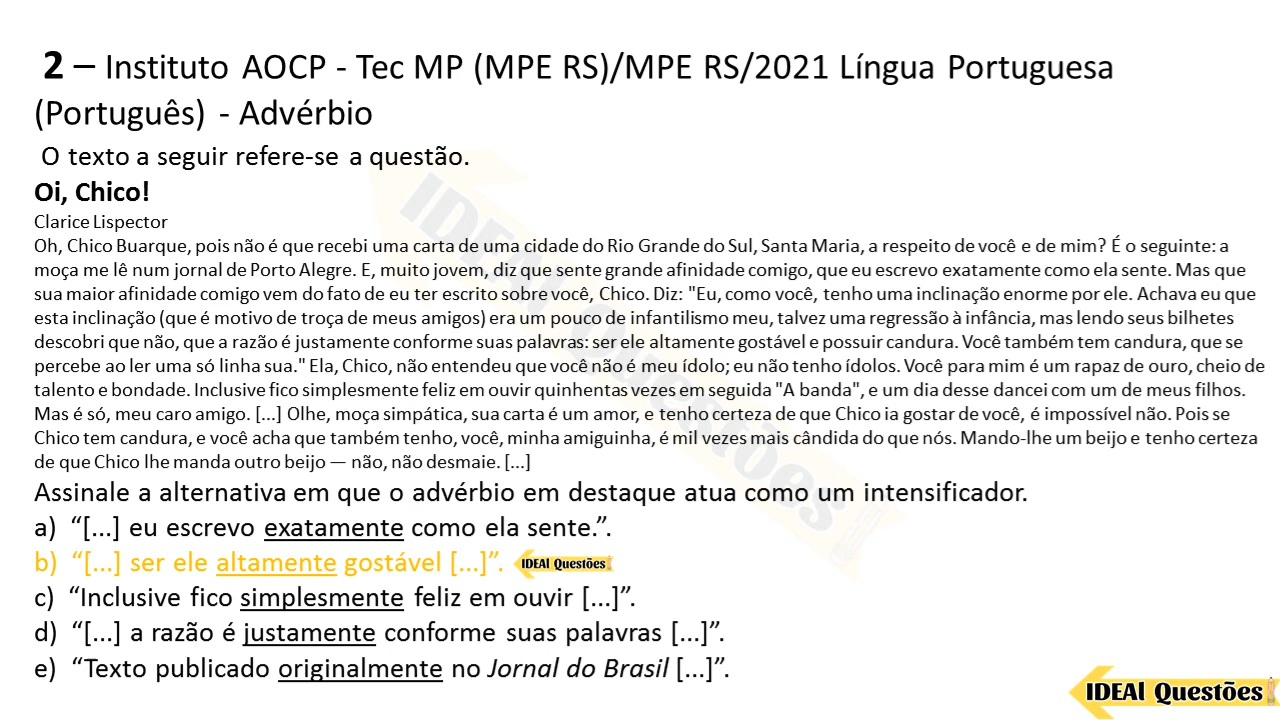 2 – Instituto AOCP - Tec MP (MPE RS)/MPE RS/2021 Língua Portuguesa
(Português) - Advérbio
O texto a seguir refere-se a questão.
Oi, Chico!
Clarice Lispector
Oh, Chico Buarque, pois não é que recebi uma carta de uma cidade do Rio Grande do Sul, Santa Maria, a respeito de você e de mim? É o seguinte: a
moça me lê num jornal de Porto Alegre. E, muito jovem, diz que sente grande afinidade comigo, que eu escrevo exatamente como ela sente. Mas que
sua maior afinidade comigo vem do fato de eu ter escrito sobre você, Chico. Diz: "Eu, como você, tenho uma inclinação enorme por ele. Achava eu que
esta inclinação (que é motivo de troça de meus amigos) era um pouco de infantilismo meu, talvez uma regressão à infância, mas lendo seus bilhetes
descobri que não, que a razão é justamente conforme suas palavras: ser ele altamente gostável e possuir candura. Você também tem candura, que se
percebe ao ler uma só linha sua." Ela, Chico, não entendeu que você não é meu ídolo; eu não tenho ídolos. Você para mim é um rapaz de ouro, cheio de
talento e bondade. Inclusive fico simplesmente feliz em ouvir quinhentas vezes em seguida "A banda", e um dia desse dancei com um de meus filhos.
Mas é só, meu caro amigo. [...] Olhe, moça simpática, sua carta é um amor, e tenho certeza de que Chico ia gostar de você, é impossível não. Pois se
Chico tem candura, e você acha que também tenho, você, minha amiguinha, é mil vezes mais cândida do que nós. Mando-lhe um beijo e tenho certeza
de que Chico lhe manda outro beijo — não, não desmaie. [...]
Assinale a alternativa em que o advérbio em destaque atua como um intensificador.
a) “[...] eu escrevo exatamente como ela sente.”.
b) “[...] ser ele altamente gostável [...]”. IDEAl Questões
c) “Inclusive fico simplesmente feliz em ouvir [...]”.
d) “[...] a razão é justamente conforme suas palavras [...]”.
e) “Texto publicado originalmente no Jornal do Brasil [...]”.
IDEAl Questões
IDEAl Questões